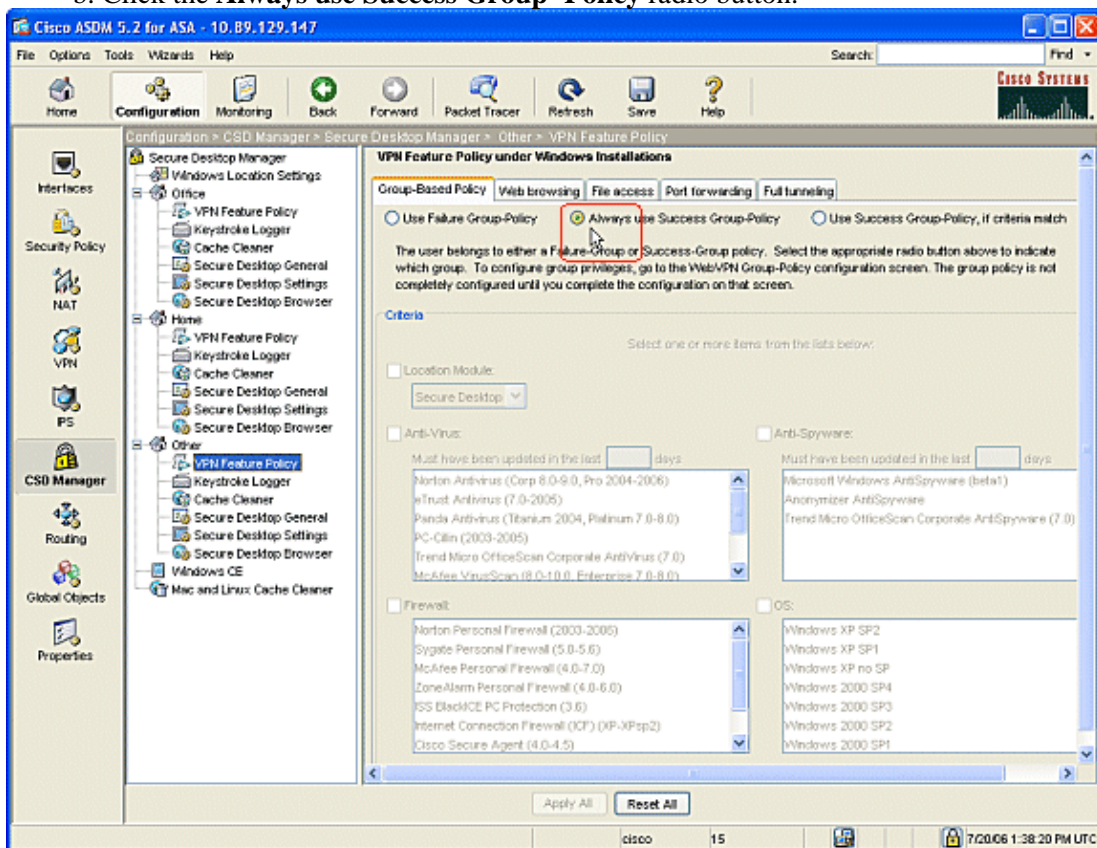 b. Click the Always use Success Group-Policy radio button.
Cisco ASDM 5.2 for ASA - 10.89.129.147
File Options Tools Wizards Help Search: Find
Home Configuration Monitoring Back Forward Packet Tracer Refresh Save Help
CISCO SYSTEMS
Configuration > CSD Manager > Secure Desktop Manager > Other > VPN Feature Policy
Interfaces
Security Policy
NAT
VPN
IPS
CSD Manager
Routing
Global Objects
Properties
Secure Desktop Manager
Windows Location Settings
Office
VPN Feature Policy
Keystroke Logger
Cache Cleaner
Secure Desktop General
Secure Desktop Settings
Secure Desktop Browser
Home
VPN Feature Policy
Keystroke Logger
Cache Cleaner
Secure Desktop General
Secure Desktop Settings
Secure Desktop Browser
Other
VPN Feature Policy
Keystroke Logger
Cache Cleaner
Secure Desktop General
Secure Desktop Settings
Secure Desktop Browser
Windows CE
Mac and Linux Cache Cleaner
VPN Feature Policy under Windows Installations
Group-Based Policy Web browsing File access Port forwarding Full tunneling
Use Failure Group-Policy Always use Success Group-Policy Use Success Group-Policy, if criteria match
The user belongs to either a Failure-Group or Success-Group policy. Select the appropriate radio button above to indicate
which group. To configure group privileges, go to the WebVPN Group-Policy configuration screen. The group policy is not
completely configured until you complete the configuration on that screen.
Criteria
Select one or more items from the lists below:
Location Module:
Secure Desktop
Anti-Virus:
Must have been updated in the last days
Norton Antivirus (Corp 8.0-9.0, Pro 2004-2006)
eTrust Antivirus (7.0-2005)
Panda Antivirus (Titanium 2004, Platinum 7.0-8.0)
PC-Cillin (2003-2005)
Trend Micro OfficeScan Corporate AntiVirus (7.0)
McAfee VirusScan (8.0-10.0, Enterprise 7.0-8.0)
Anti-Spyware:
Must have been updated in the last days
Microsoft Windows AntiSpyware (beta1)
Anonymizer AntiSpyware
Trend Micro OfficeScan Corporate AntiSpyware (7.0)
Firewall:
Norton Personal Firewall (2003-2006)
Sygate Personal Firewall (5.0-5.6)
McAfee Personal Firewall (4.0-7.0)
ZoneAlarm Personal Firewall (4.0-6.0)
ISS BlackICE PC Protection (3.6)
Internet Connection Firewall (ICF) (XP-XPsp2)
Cisco Secure Agent (4.0-4.5)
OS:
Windows XP SP2
Windows XP SP1
Windows XP no SP
Windows 2000 SP4
Windows 2000 SP3
Windows 2000 SP2
Windows 2000 SP1
Apply All Reset All
cisco 15 7/20/06 1:38:20 PM UTC